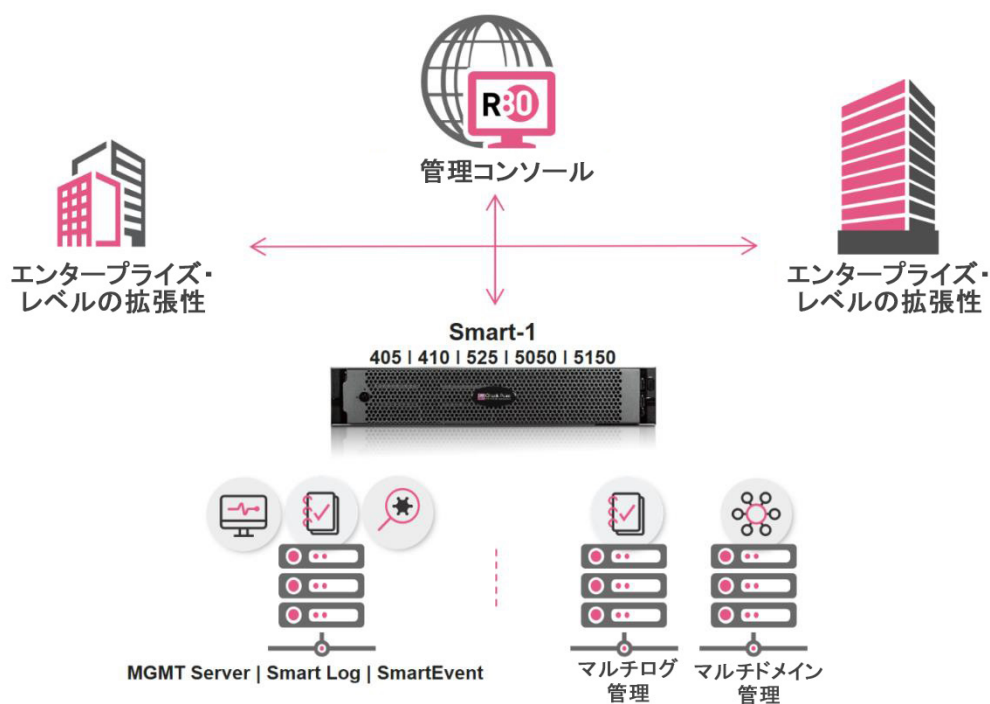 R80
管理コンソール
エンタープライズ・
レベルの拡張性
エンタープライズ・
レベルの拡張性
Smart-1
405 | 410 | 525 | 5050 | 5150
Check Point
MGMT Server | Smart Log | SmartEvent
マルチログ
管理
マルチドメイン
管理